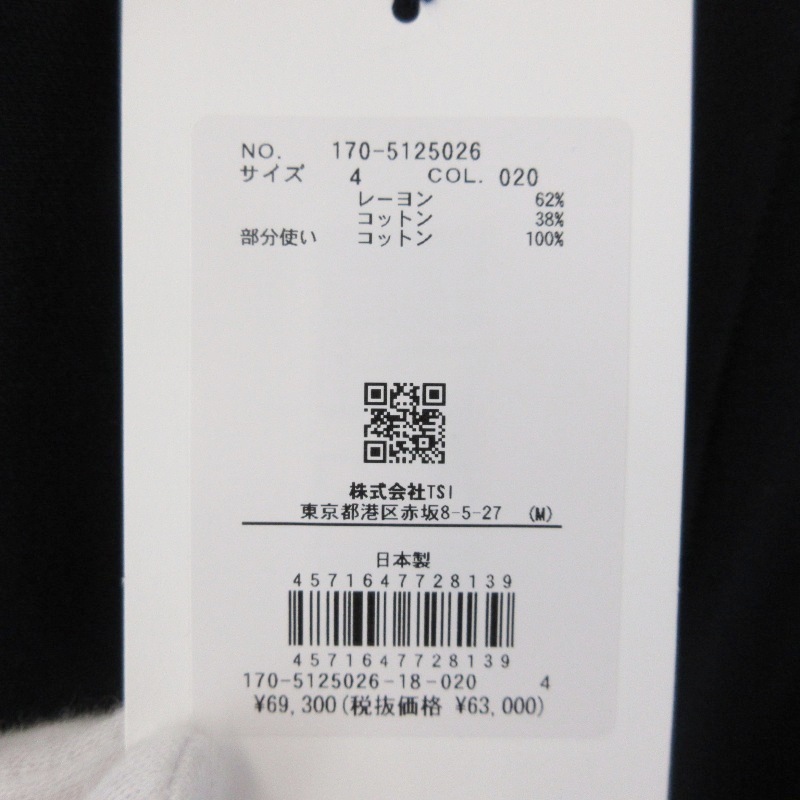 NO. 170-5125026
サイズ 4 COL. 020
レーヨン 62%
コットン 38%
部分使い コットン 100%
株式会社TSI
東京都港区赤坂8-5-27 (M)
日本製
4571647728139
4571647728139
170-5125026-18-020 4
¥69,300(税抜価格 ¥63,000)